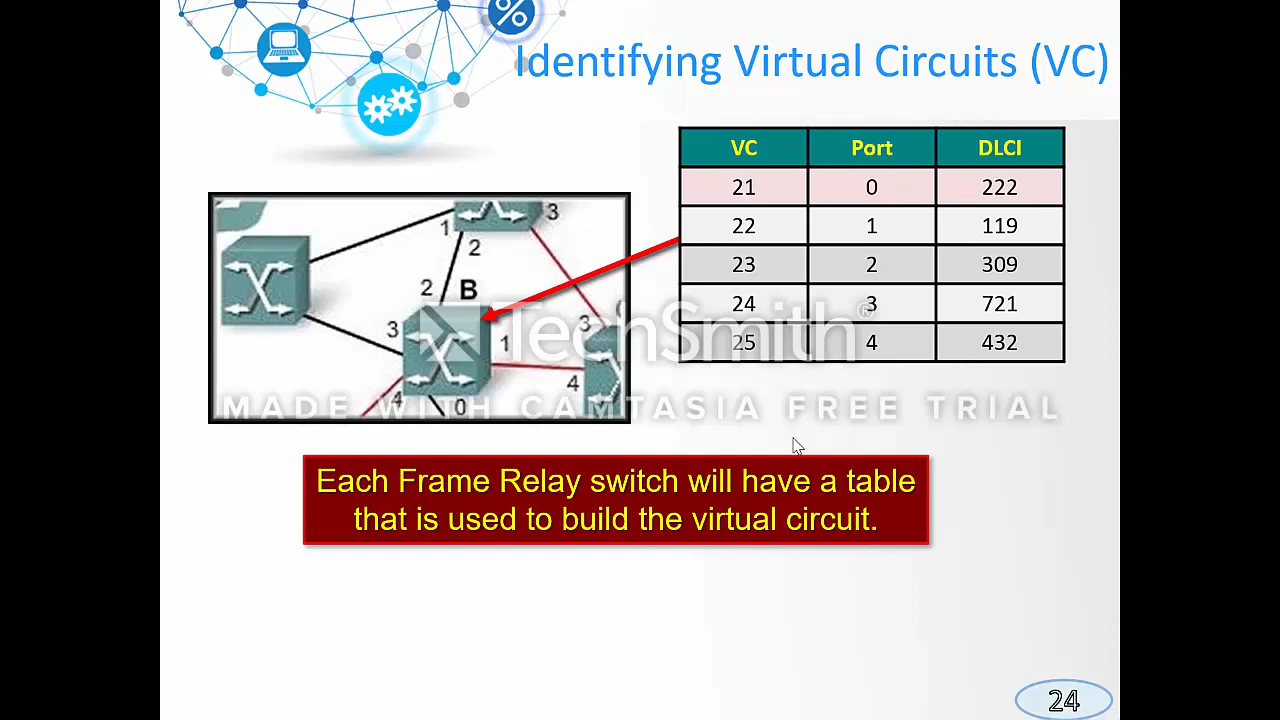 %
Identifying Virtual Circuits (VC)
VC Port DLCI
21 0 222
22 1 119
23 2 309
24 3 721
25 4 432
3
1
2
2 B
3
3
1
4
4
0
TechSmith®
MADE WITH CAMTASIA FREE TRIAL
Each Frame Relay switch will have a table
that is used to build the virtual circuit.
24